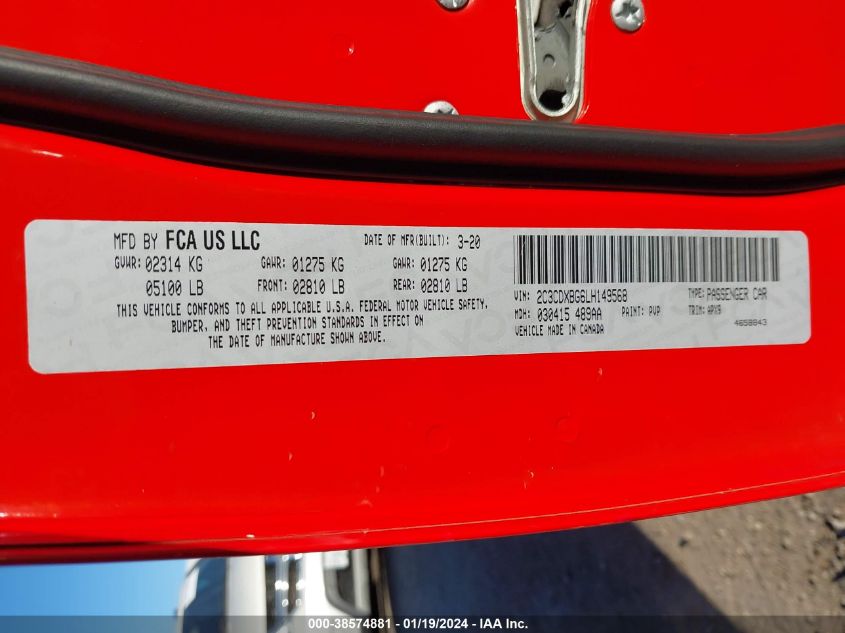 MFD BY FCA US LLC DATE OF MFR(BUILT): 3-20
GVWR: 02314 KG GAWR: 01275 KG GAWR: 01275 KG
05100 LB FRONT: 02810 LB REAR: 02810 LB
THIS VEHICLE CONFORMS TO ALL APPLICABLE U.S.A. FEDERAL MOTOR VEHICLE SAFETY,
BUMPER, AND THEFT PREVENTION STANDARDS IN EFFECT ON
THE DATE OF MANUFACTURE SHOWN ABOVE.
VIN: 2C3CDXBG6LH149568 TYPE: PASSENGER CAR
MDH: 030415 489AA PAINT: PVP TRIM: APX9
VEHICLE MADE IN CANADA 4658843
000-38574881 - 01/19/2024 - IAA Inc.